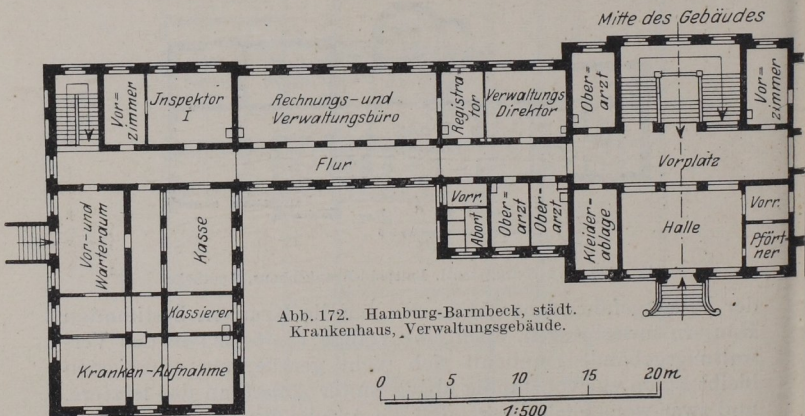 Mitte des Gebäudes
Vor=
zimmer
Jnspektor
I
Rechnungs- und
Verwaltungsbüro
Registra
tor
Verwaltungs
Direktor
Ober=
arzt
Vor=
zimmer
Flur
Vorplatz
Vor- und
Warteraum
Kasse
Vorr.
Abort
Ober=
arzt
Ober-
arzt
Kleider-
ablage
Halle
Vorr.
Pfört-
ner
Kassierer
Kranken-Aufnahme
Abb. 172. Hamburg-Barmbeck, städt.
Krankenhaus, Verwaltungsgebäude.
0 5 10 15 20 m
1:500